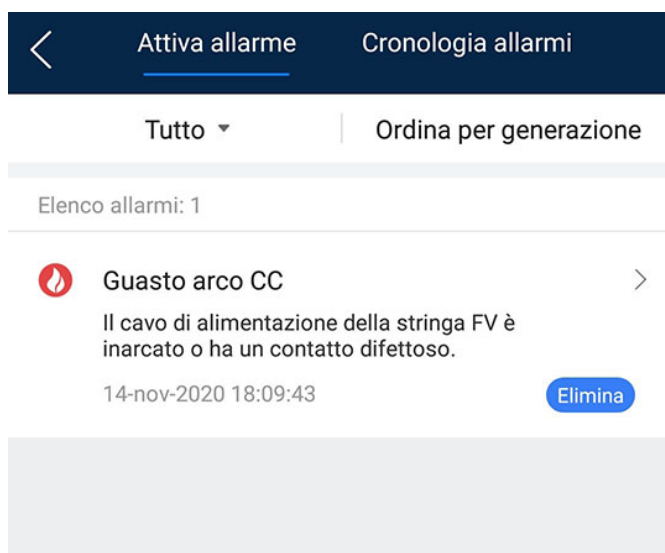 Attiva allarme Cronologia allarmi
Tutto Ordina per generazione
Elenco allarmi: 1
Guasto arco CC
Il cavo di alimentazione della stringa FV è
inarcato o ha un contatto difettoso.
14-nov-2020 18:09:43 Elimina